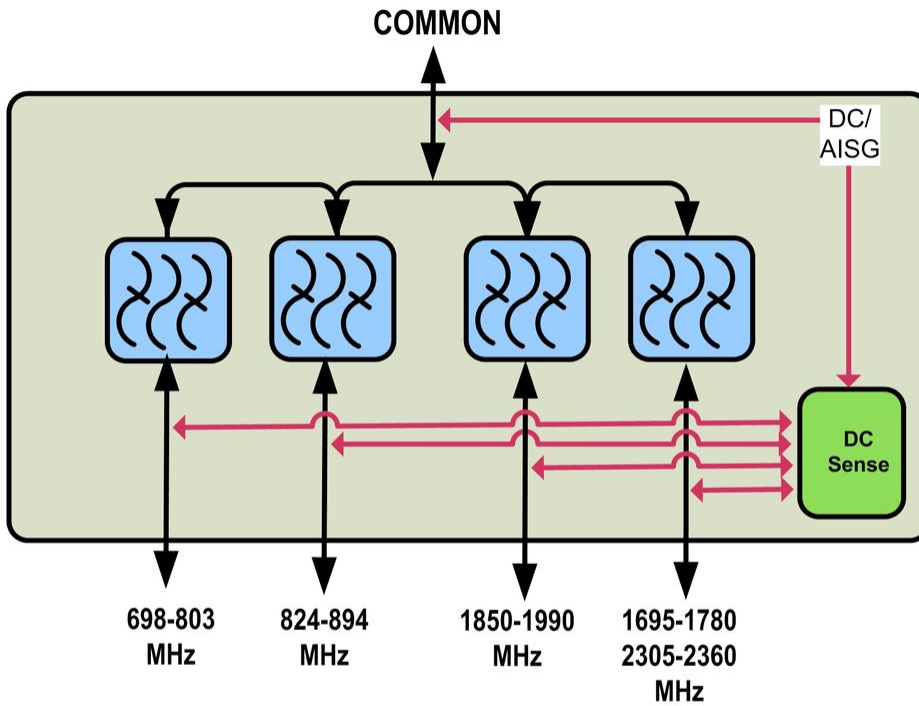 COMMON
DC/
AISG
DC
Sense
698-803
MHz
824-894
MHz
1850-1990
MHz
1695-1780
2305-2360
MHz